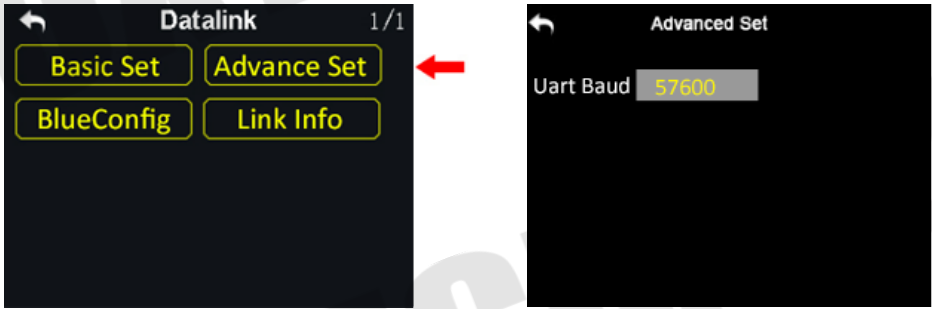 Datalink 1/1
Basic Set Advance Set
BlueConfig Link Info
Advanced Set
Uart Baud 57600